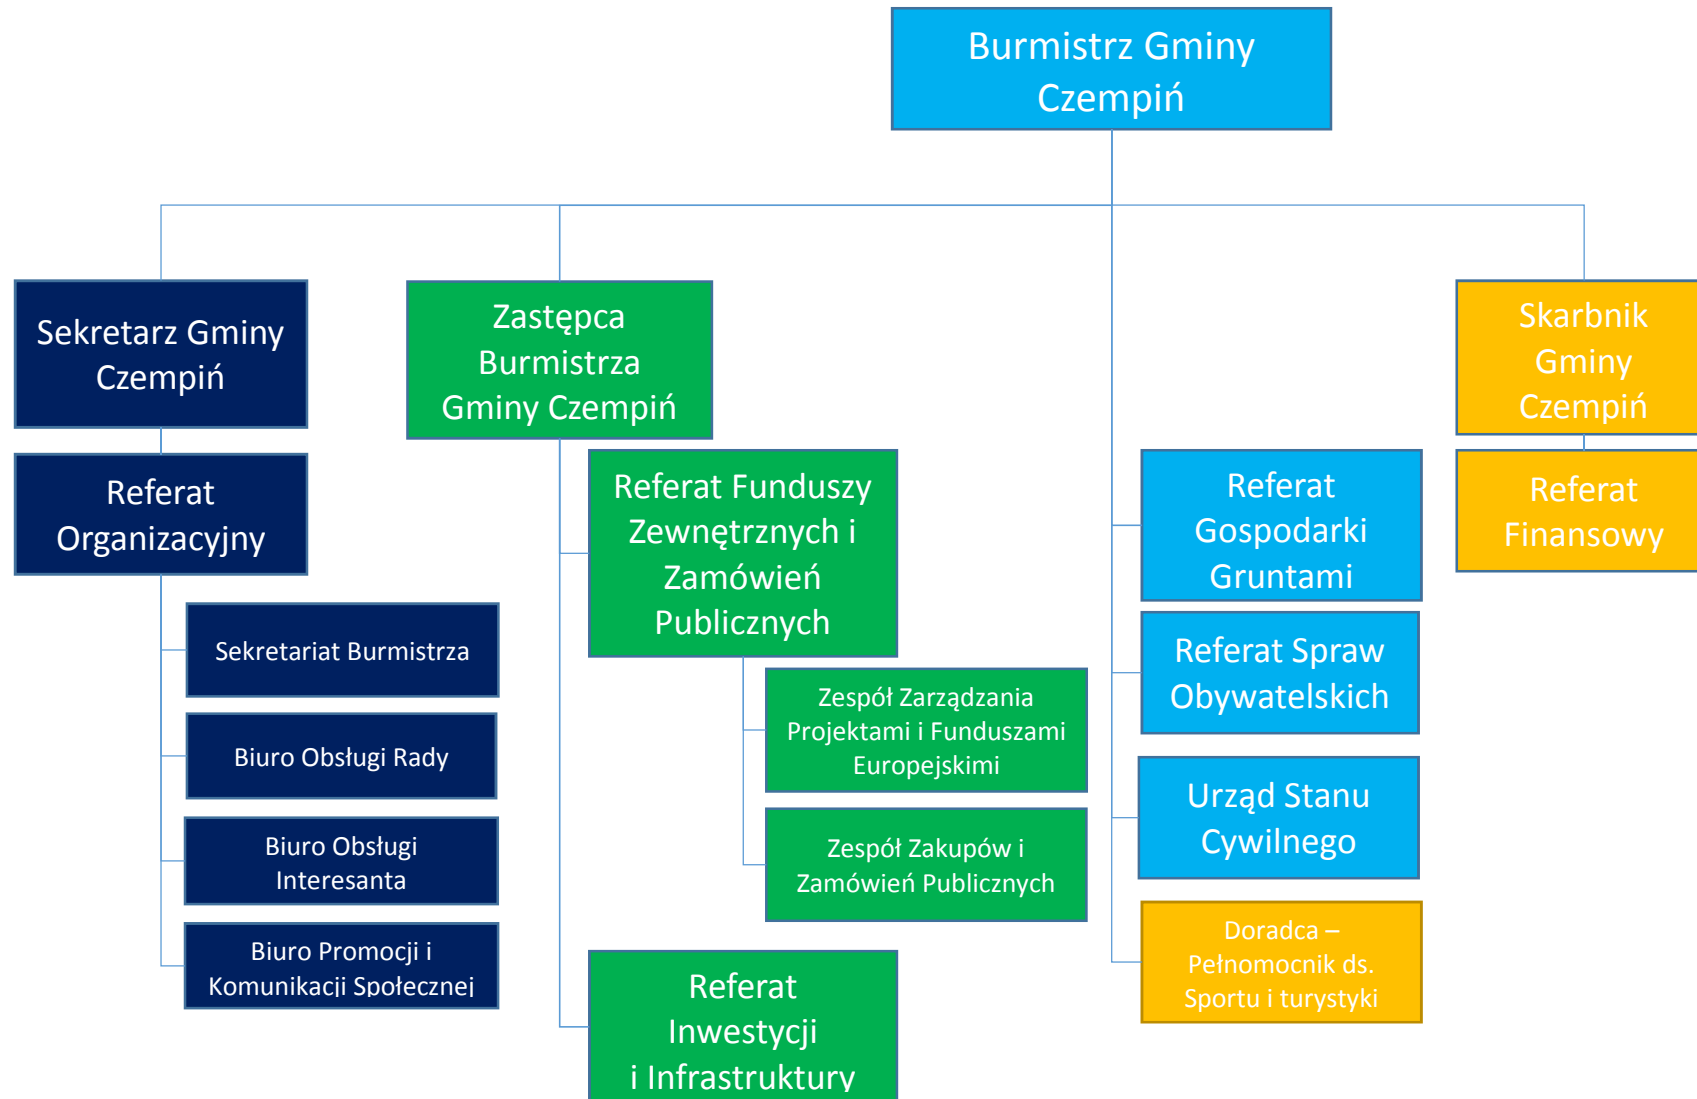 Burmistrz Gminy
Czempiń
Sekretarz Gminy
Czempiń
Zastępca
Burmistrza
Gminy Czempiń
Skarbnik
Gminy
Czempiń
Referat
Organizacyjny
Referat Funduszy
Zewnętrznych i
Zamówień
Publicznych
Referat
Gospodarki
Gruntami
Referat
Finansowy
Sekretariat Burmistrza
Referat Spraw
Obywatelskich
Biuro Obsługi Rady
Zespół Zarządzania
Projektami i Funduszami
Europejskimi
Urząd Stanu
Cywilnego
Biuro Obsługi
Interesanta
Zespół Zakupów i
Zamówień Publicznych
Biuro Promocji i
Komunikacji Społecznej
Doradca –
Pełnomocnik ds.
Sportu i turystyki
Referat
Inwestycji
i Infrastruktury